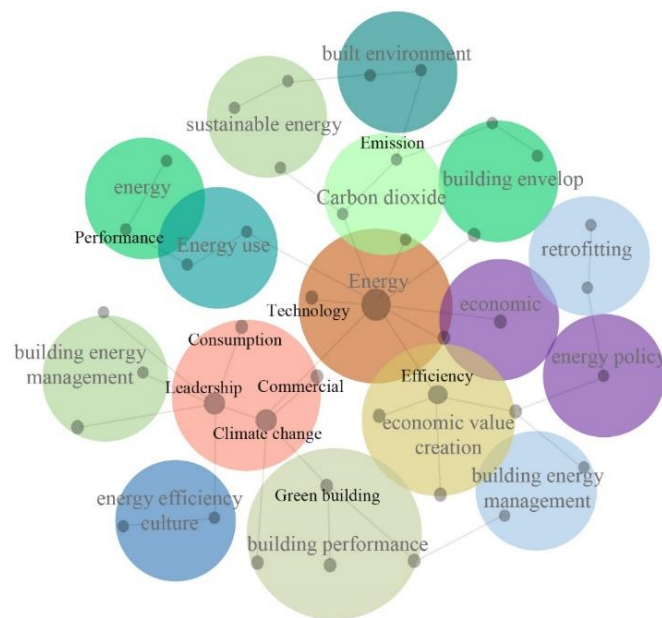 built environment
sustainable energy
Emission
energy
Carbon dioxide
building envelop
Performance
Energy use
retrofitting
Energy
Technology
economic
Consumption
building energy
management
energy policy
Leadership
Commercial
Efficiency
Climate change
economic value
creation
building energy
management
Green building
energy efficiency
culture
building performance